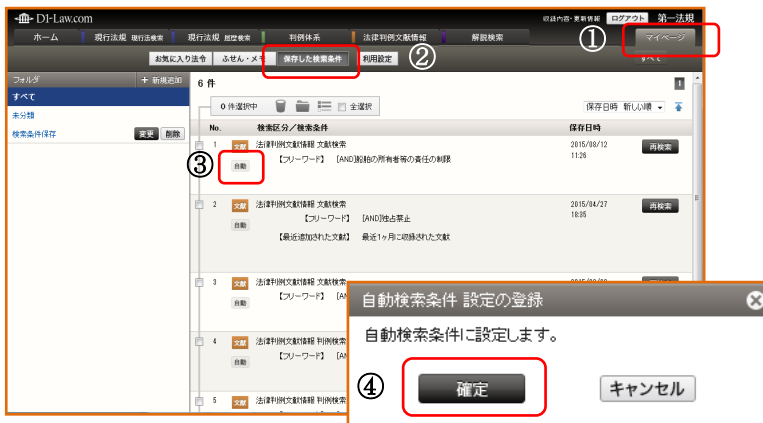 D1-Law.com
収録内容・更新情報 ログアウト 第一法規
ホーム 現行法規 現行法検索 現行法規 履歴検索 判例体系 法律判例文献情報 解説検索 ① マイページ
お気に入り法令 ふせん・メモ 保存した検索条件 利用設定 ② すべて
フォルダ + 新規追加
6 件 1
すべて
0 件選択中 全選択 保存日時 新しい順
未分類
検索条件保存 変更 削除
No. 検索区分／検索条件 保存日時
1 文献 法律判例文献情報 文献検索 2015/08/12 再検索
【フリーワード】 [AND]船舶の所有者等の責任の制限 11:26
③ 自動
2 文献 法律判例文献情報 文献検索 2015/04/27 再検索
【フリーワード】 [AND]独占禁止 18:35
自動
【最近追加された文献】 最近1ヶ月に収録された文献
3 文献 法律判例文献情報 文献検索
【フリーワード】
自動
4 文献 法律判例文献情報 判例検索
【フリーワード】
自動
5 文献 法律判例文献情報 判例検索
自動検索条件 設定の登録
自動検索条件に設定します。
④ 確定 キャンセル